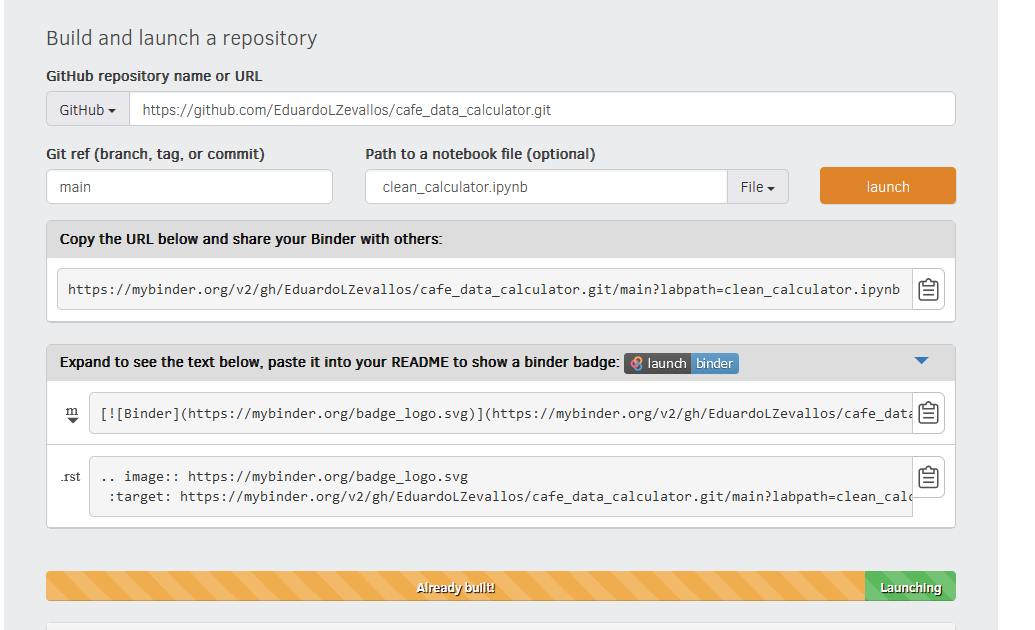 Build and launch a repository
GitHub repository name or URL
GitHub
https://github.com/EduardoLZevallos/cafe_data_calculator.git
Git ref (branch, tag, or commit)
Path to a notebook file (optional)
main
clean_calculator.ipynb
File
launch
Copy the URL below and share your Binder with others:
https://mybinder.org/v2/gh/EduardoLZevallos/cafe_data_calculator.git/main?labpath=clean_calculator.ipynb
Expand to see the text below, paste it into your README to show a binder badge:
launch binder
m
[![Binder](https://mybinder.org/badge_logo.svg)](https://mybinder.org/v2/gh/EduardoLZevallos/cafe_data
.rst
.. image:: https://mybinder.org/badge_logo.svg
:target: https://mybinder.org/v2/gh/EduardoLZevallos/cafe_data_calculator.git/main?labpath=clean_calc
Already built!
Launching